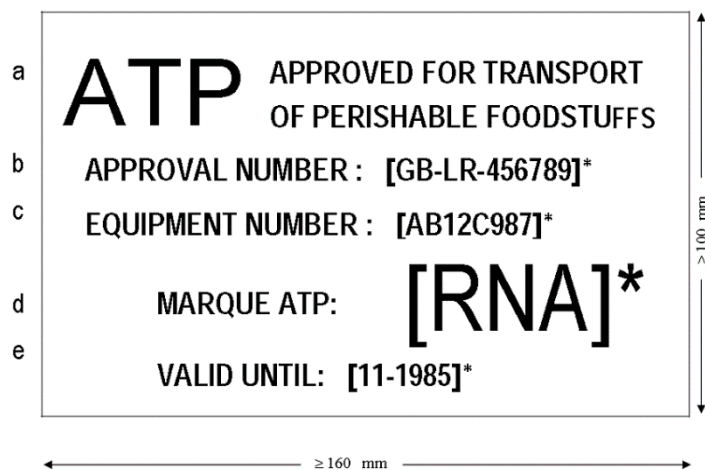 a ATP APPROVED FOR TRANSPORT
OF PERISHABLE FOODSTUFFS
b APPROVAL NUMBER : [GB-LR-456789]*
c EQUIPMENT NUMBER : [AB12C987]*
d MARQUE ATP: [RNA]*
e VALID UNTIL: [11-1985]*
≥100 mm
≥160 mm